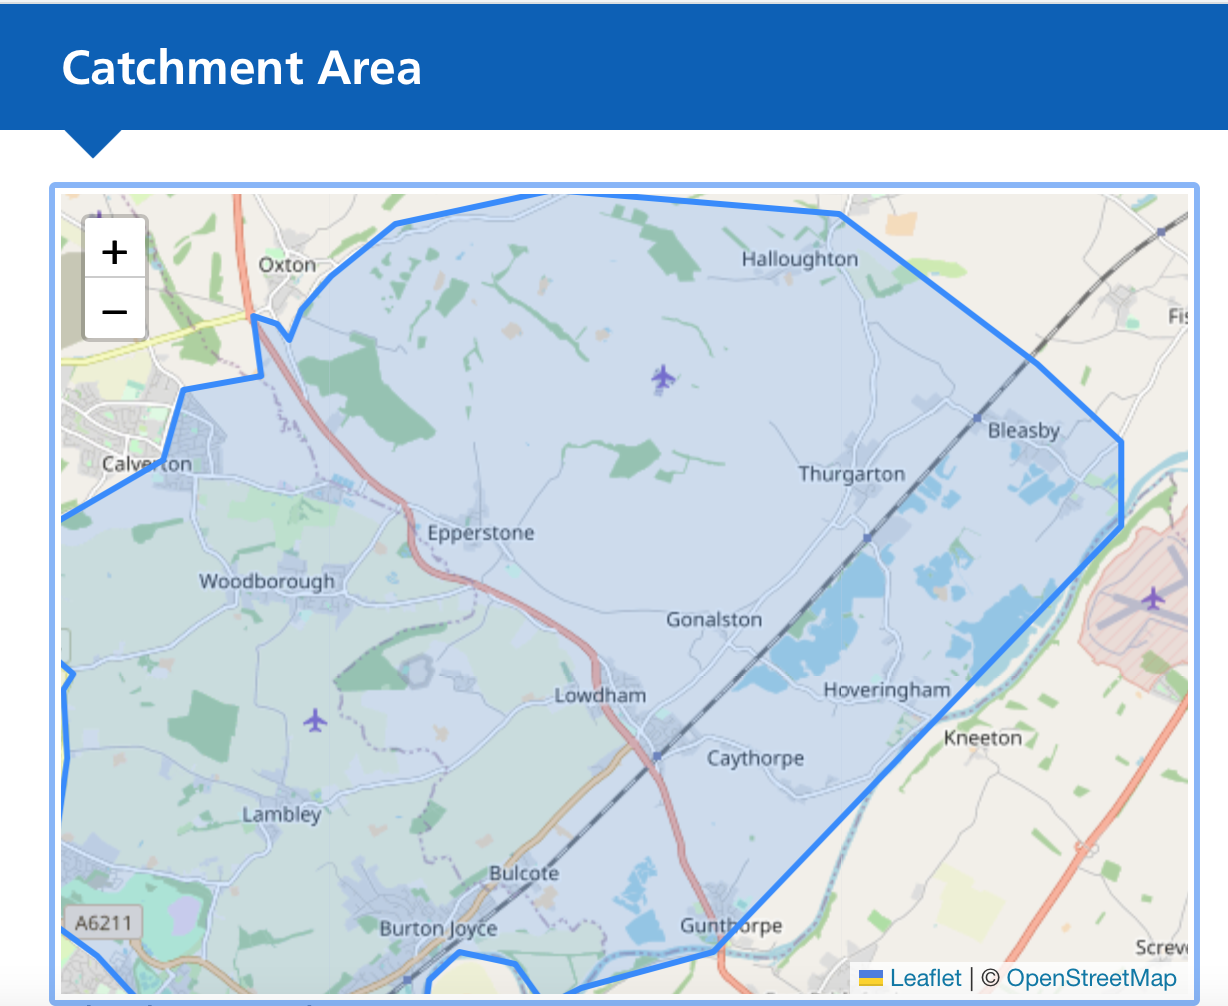 Catchment Area
+
−
Oxton
Halloughton
Calverton
Bleasby
Thurgarton
Epperstone
Woodborough
Gonalston
Lowdham
Hoveringham
Kneeton
Caythorpe
Lambley
Bulcote
A6211
Burton Joyce
Gunthorpe
Leaflet | © OpenStreetMap